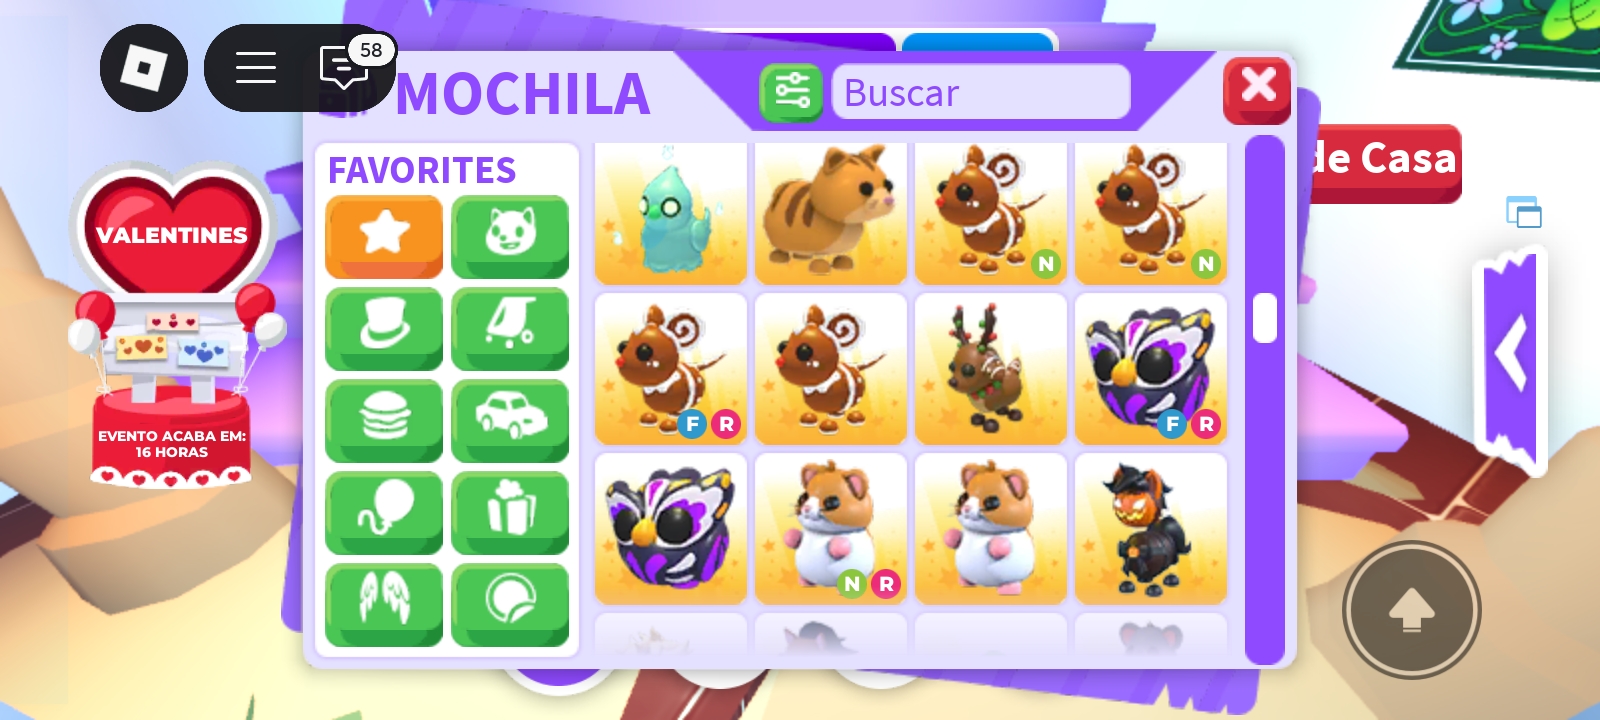 58
MOCHILA
Buscar
de Casa
FAVORITES
VALENTINES
EVENTO ACABA EM:
16 HORAS
N
N
F R
F R
N R